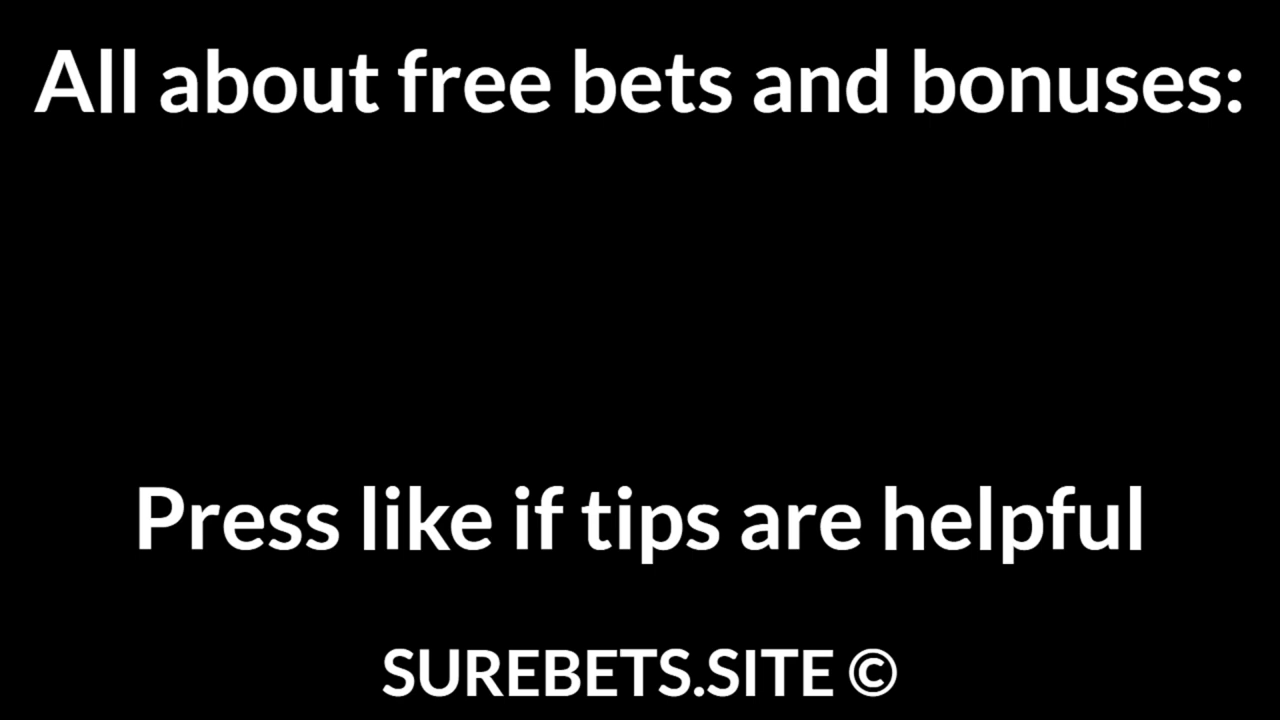 All about free bets and bonuses:
Press like if tips are helpful
SUREBETS.SITE ©